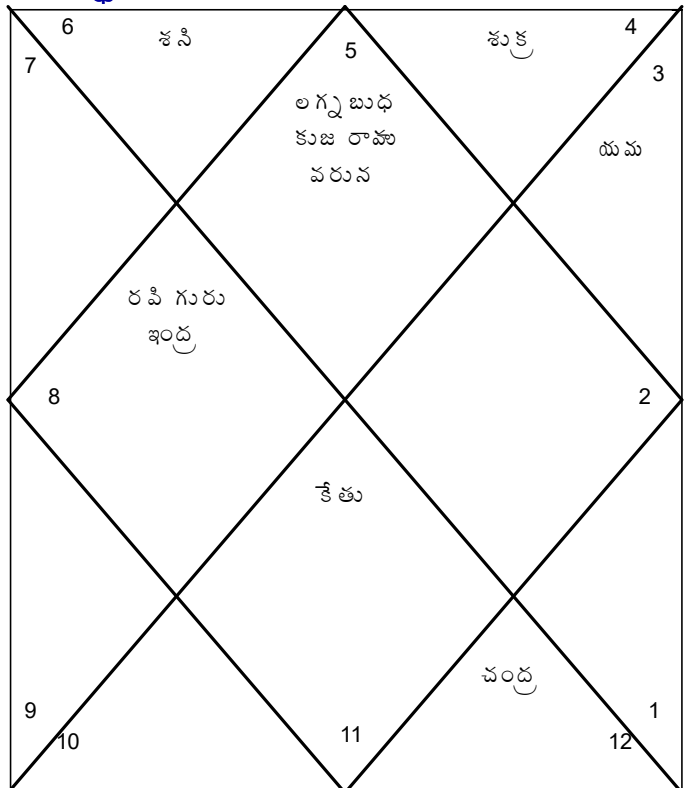 6 శని 5 శుక్ర 4
7 3
లగ్న బుధ
కుజ రాహు
వరున
యమ
రవి గురు
ఇంద్ర
8 2
కేతు
చంద్ర
9 11 1
10 12